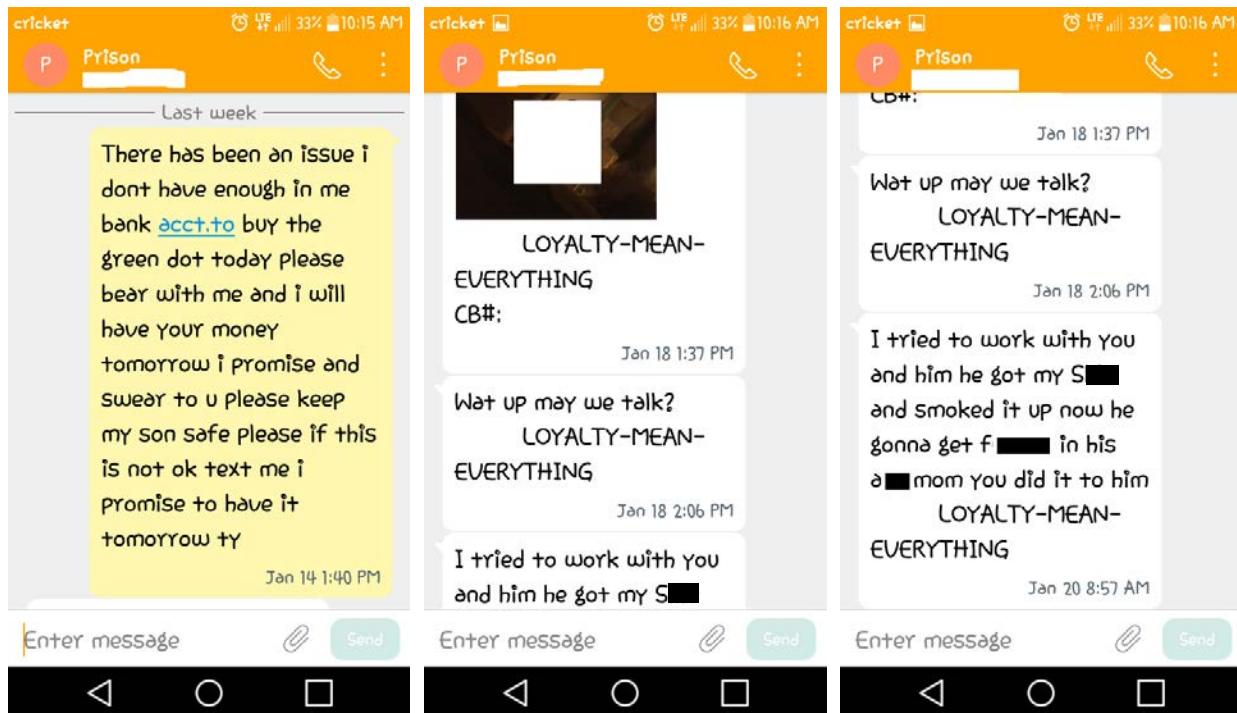 cricket LTE 33% 10:15 AM
P Prison
Last week
There has been an issue i
dont have enough in me
bank acct.to buy the
green dot today please
bear with me and i will
have your money
tomorrow i promise and
swear to u please keep
my son safe please if this
is not ok text me i
promise to have it
tomorrow ty
Jan 14 1:40 PM
Enter message Send
cricket LTE 33% 10:16 AM
P Prison
LOYALTY-MEAN-
EVERYTHING
CB#:
Jan 18 1:37 PM
Wat up may we talk?
LOYALTY-MEAN-
EVERYTHING
Jan 18 2:06 PM
I tried to work with you
and him he got my S
Enter message Send
cricket LTE 33% 10:16 AM
P Prison
CB#:
Jan 18 1:37 PM
Wat up may we talk?
LOYALTY-MEAN-
EVERYTHING
Jan 18 2:06 PM
I tried to work with you
and him he got my S
and smoked it up now he
gonna get f in his
a mom you did it to him
LOYALTY-MEAN-
EVERYTHING
Jan 20 8:57 AM
Enter message Send